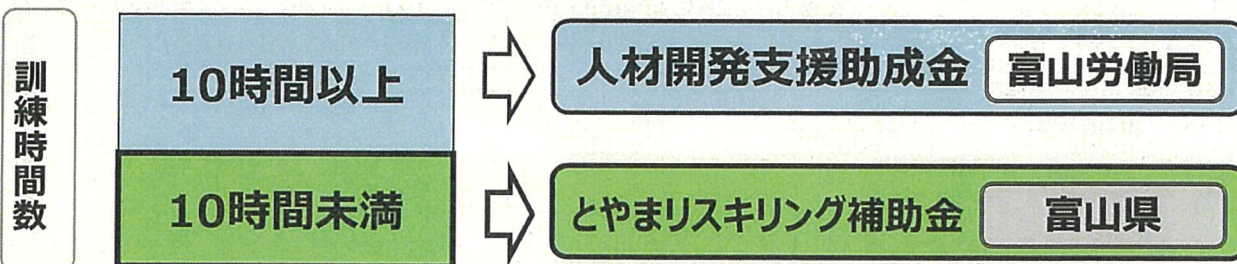 訓練時間数
10時間以上
人材開発支援助成金 富山労働局
10時間未満
とやまリスキリング補助金 富山県